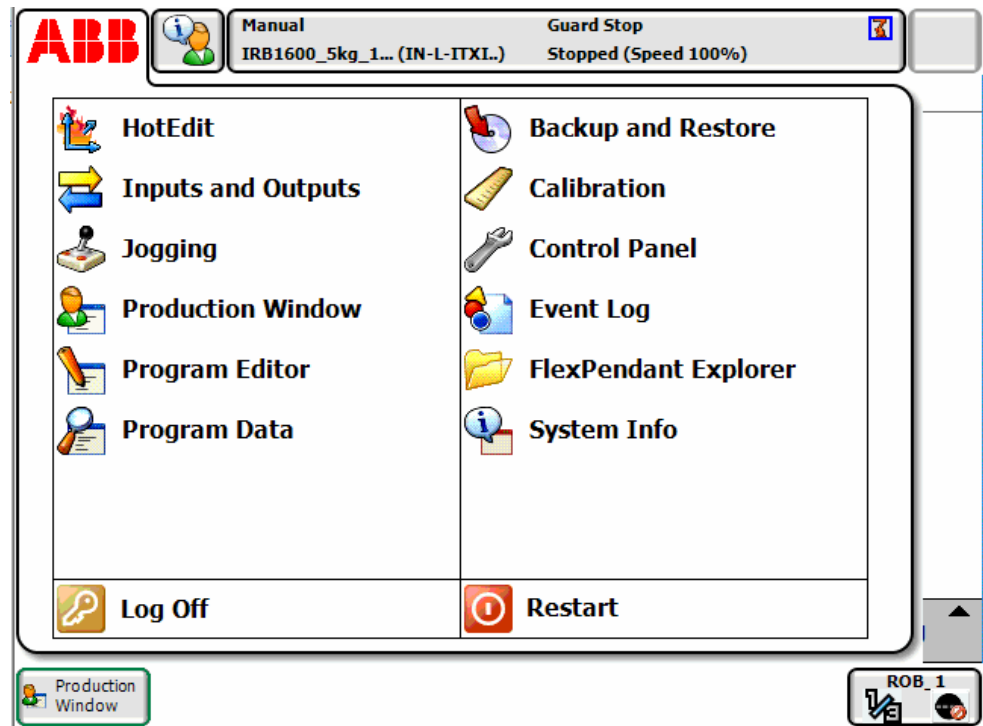 ABB
Manual
Guard Stop
IRB1600_5kg_1... (IN-L-ITXI..)
Stopped (Speed 100%)
HotEdit
Backup and Restore
Inputs and Outputs
Calibration
Jogging
Control Panel
Production Window
Event Log
Program Editor
FlexPendant Explorer
Program Data
System Info
Log Off
Restart
Production
Window
ROB_1
1/3